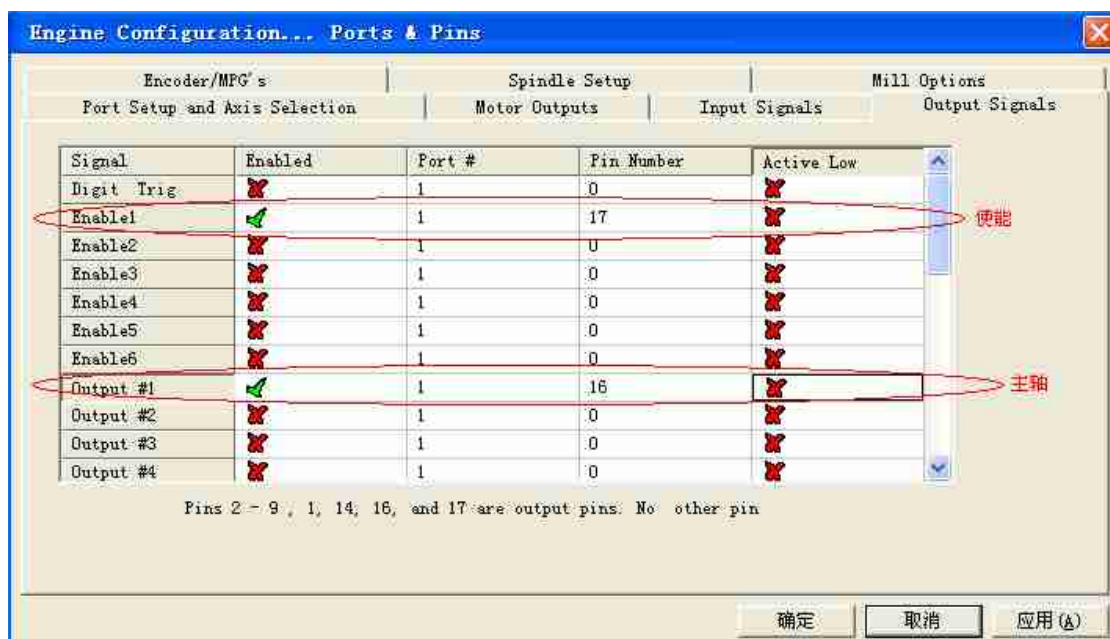 Engine Configuration... Ports & Pins
Encoder/MPG's Spindle Setup Mill Options
Port Setup and Axis Selection Motor Outputs Input Signals Output Signals
Signal Enabled Port # Pin Number Active Low
Digit Trig 1 0
Enable1 1 17 使能
Enable2 1 0
Enable3 1 0
Enable4 1 0
Enable5 1 0
Enable6 1 0
Output #1 1 16 主轴
Output #2 1 0
Output #3 1 0
Output #4 1 0
Pins 2 - 9 , 1, 14, 16, and 17 are output pins. No other pin
确定 取消 应用(A)